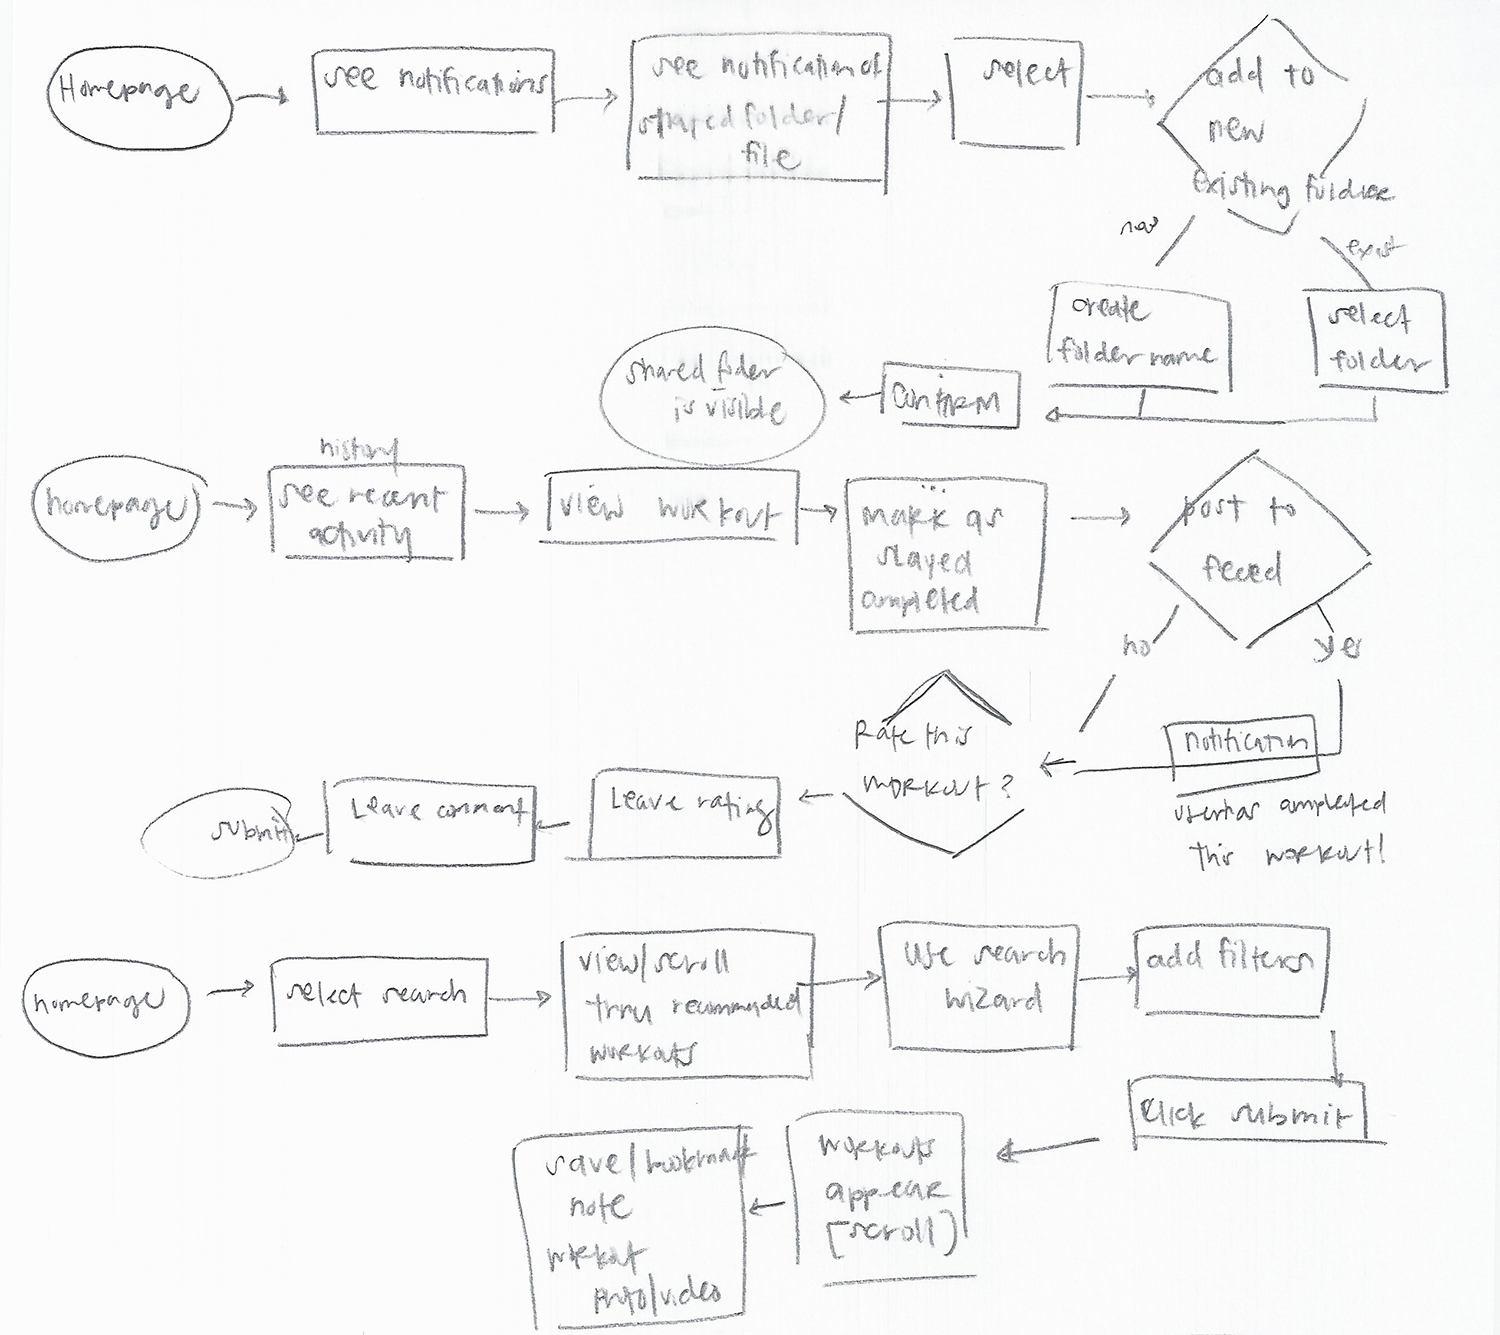 Homepage
see notifications
see notification of
shared folder/
file
select
add to
new
existing folder
new
exist
create
folder name
select
folder
confirm
shared folder
is visible
homepage
history
see recent
activity
view workout
...
mark as
slayed
completed
post to
feed
no
yes
notification
user has completed
this workout!
Rate this
workout?
Leave rating
Leave comment
submit
homepage
select search
view/scroll
thru recommended
workouts
use search
wizard
add filters
click submit
workouts
appear
[scroll]
save/bookmark
note
workout
photo/video